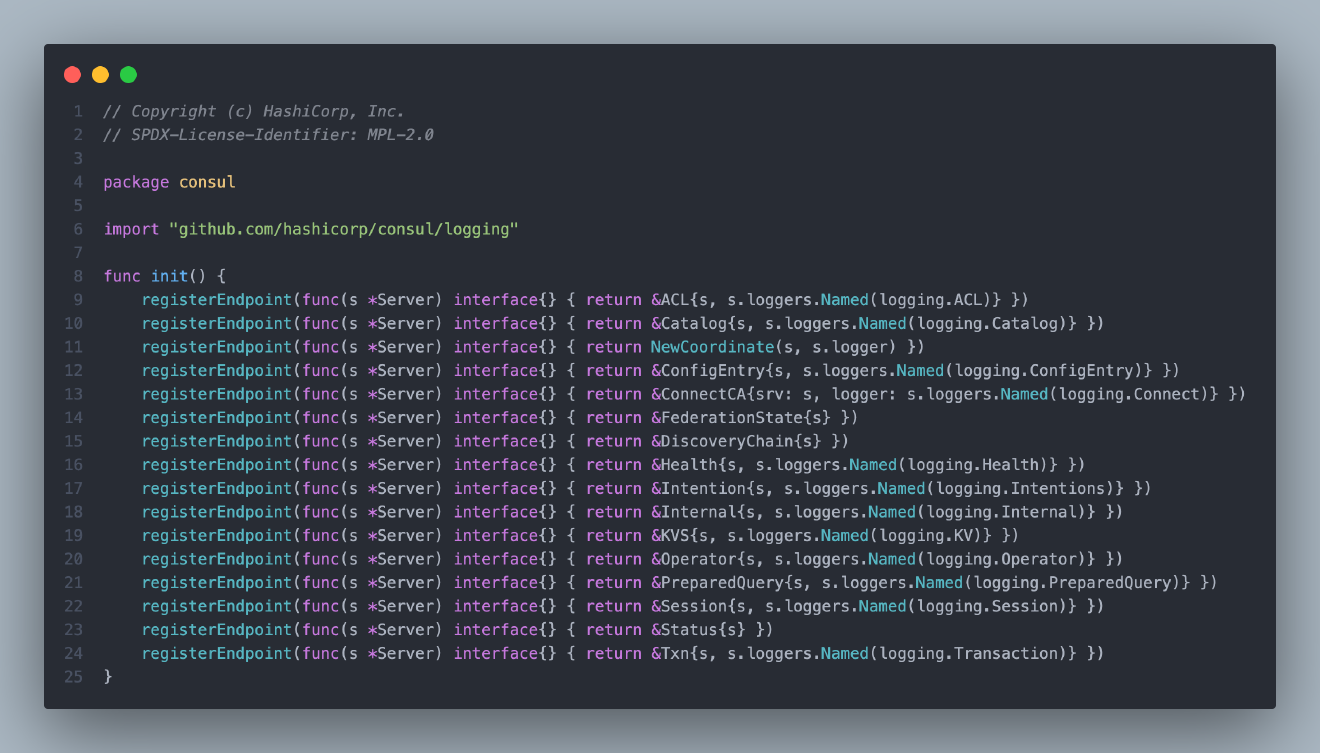 1 // Copyright (c) HashiCorp, Inc.
2 // SPDX-License-Identifier: MPL-2.0
3
4 package consul
5
6 import "github.com/hashicorp/consul/logging"
7
8 func init() {
9     registerEndpoint(func(s *Server) interface{} { return &ACL{s, s.loggers.Named(logging.ACL)} })
10     registerEndpoint(func(s *Server) interface{} { return &Catalog{s, s.loggers.Named(logging.Catalog)} })
11     registerEndpoint(func(s *Server) interface{} { return NewCoordinate(s, s.logger) })
12     registerEndpoint(func(s *Server) interface{} { return &ConfigEntry{s, s.loggers.Named(logging.ConfigEntry)} })
13     registerEndpoint(func(s *Server) interface{} { return &ConnectCA{srv: s, logger: s.loggers.Named(logging.Connect)} })
14     registerEndpoint(func(s *Server) interface{} { return &FederationState{s} })
15     registerEndpoint(func(s *Server) interface{} { return &DiscoveryChain{s} })
16     registerEndpoint(func(s *Server) interface{} { return &Health{s, s.loggers.Named(logging.Health)} })
17     registerEndpoint(func(s *Server) interface{} { return &Intention{s, s.loggers.Named(logging.Intentions)} })
18     registerEndpoint(func(s *Server) interface{} { return &Internal{s, s.loggers.Named(logging.Internal)} })
19     registerEndpoint(func(s *Server) interface{} { return &KVS{s, s.loggers.Named(logging.KV)} })
20     registerEndpoint(func(s *Server) interface{} { return &Operator{s, s.loggers.Named(logging.Operator)} })
21     registerEndpoint(func(s *Server) interface{} { return &PreparedQuery{s, s.loggers.Named(logging.PreparedQuery)} })
22     registerEndpoint(func(s *Server) interface{} { return &Session{s, s.loggers.Named(logging.Session)} })
23     registerEndpoint(func(s *Server) interface{} { return &Status{s} })
24     registerEndpoint(func(s *Server) interface{} { return &Txn{s, s.loggers.Named(logging.Transaction)} })
25 }